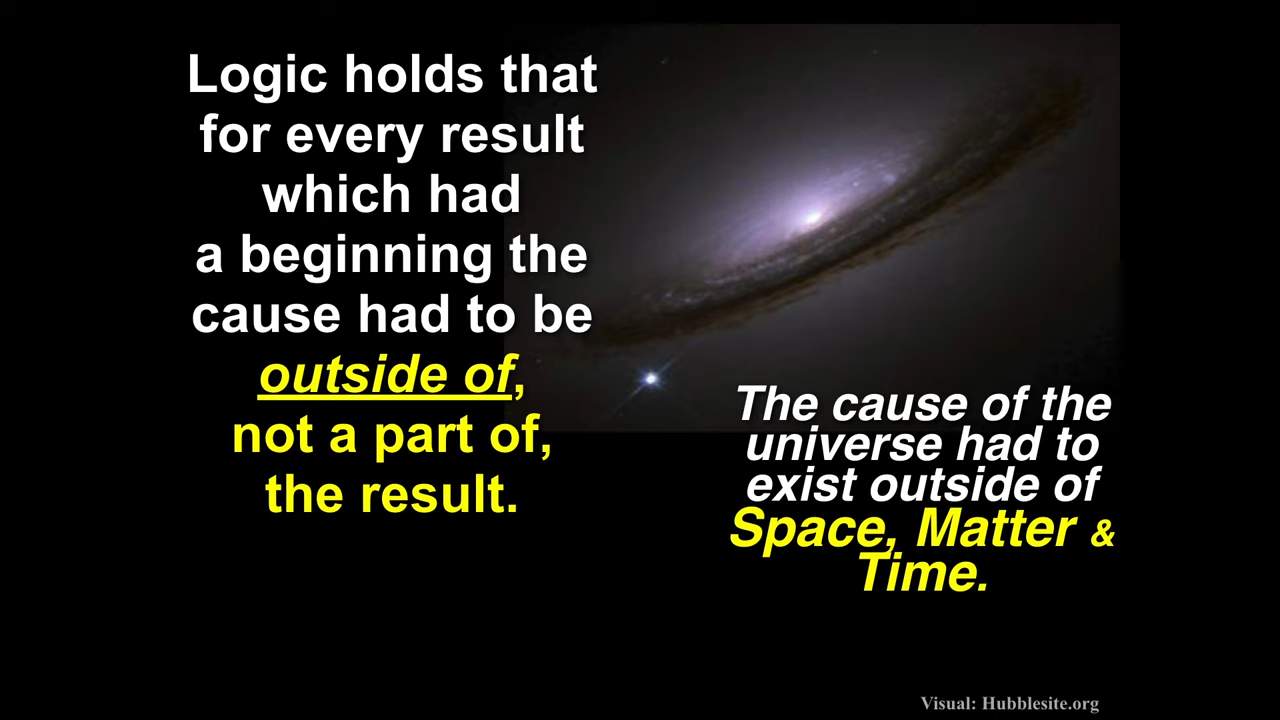 Logic holds that
for every result
which had
a beginning the
cause had to be
outside of,
not a part of,
the result.
The cause of the
universe had to
exist outside of
Space, Matter &
Time.
Visual: Hubblesite.org